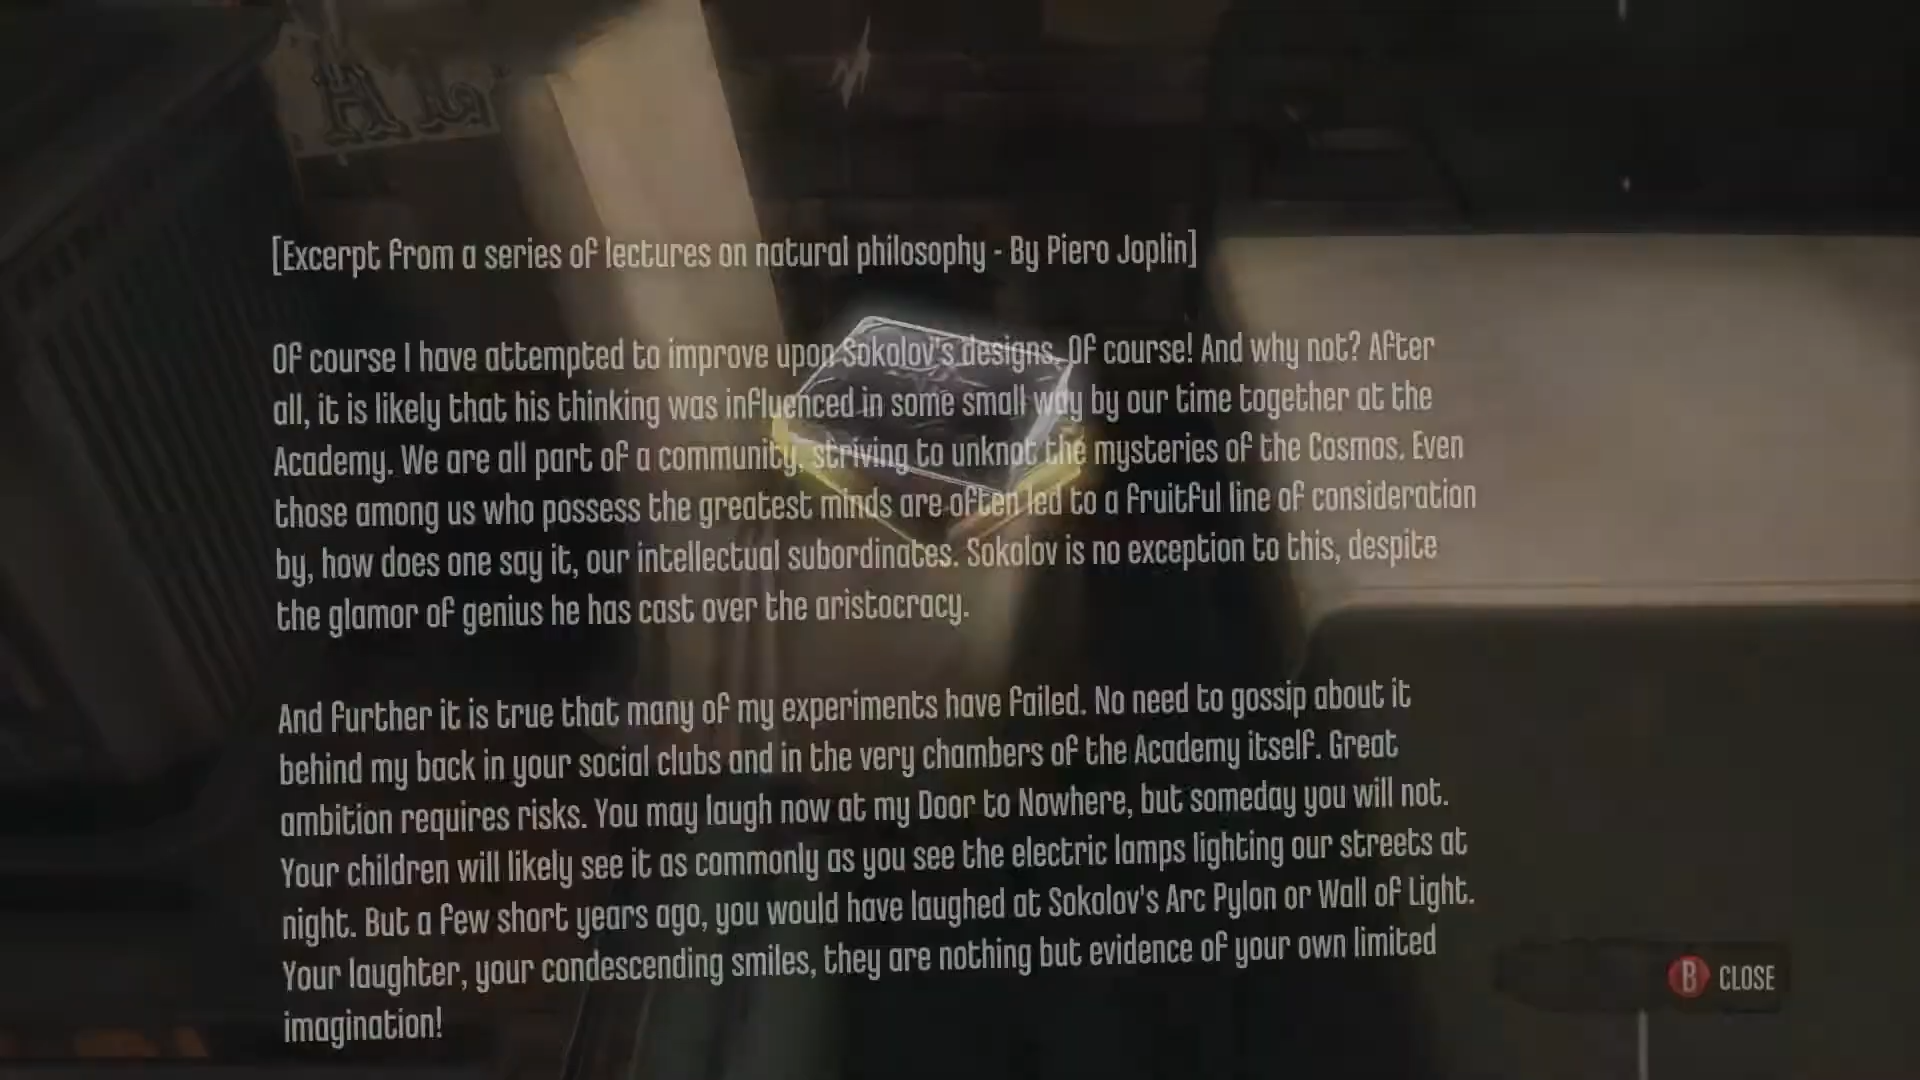 AL
[Excerpt from a series of lectures on natural philosophy - By Piero Joplin]
Of course I have attempted to improve upon Sokolov's designs. Of course! And why not? After
all, it is likely that his thinking was influenced in some small way by our time together at the
Academy. We are all part of a community, striving to unknot the mysteries of the Cosmos. Even
those among us who possess the greatest minds are often led to a fruitful line of consideration
by, how does one say it, our intellectual subordinates. Sokolov is no exception to this, despite
the glamor of genius he has cast over the aristocracy.
And further it is true that many of my experiments have failed. No need to gossip about it
behind my back in your social clubs and in the very chambers of the Academy itself. Great
ambition requires risks. You may laugh now at my Door to Nowhere, but someday you will not.
Your children will likely see it as commonly as you see the electric lamps lighting our streets at
night. But a few short years ago, you would have laughed at Sokolov's Arc Pylon or Wall of Light.
Your laughter, your condescending smiles, they are nothing but evidence of your own limited
imagination!
B CLOSE